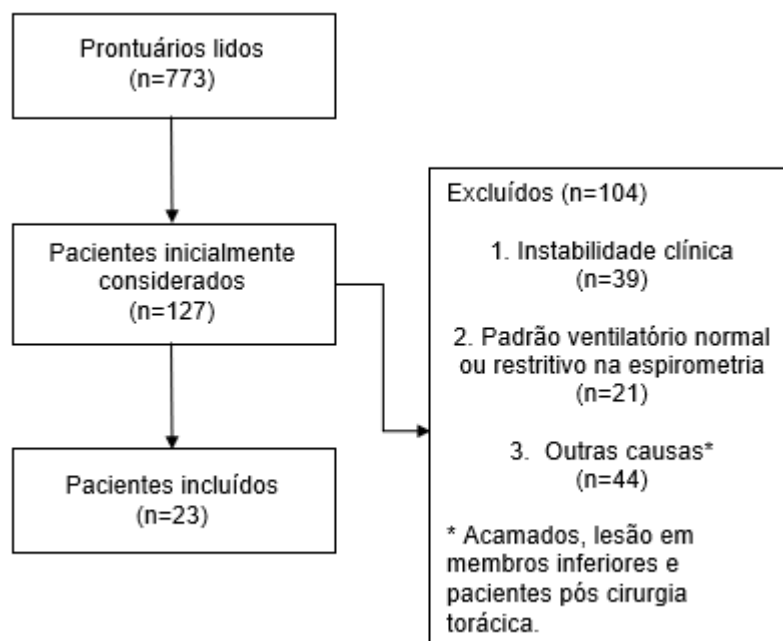 Prontuários lidos
(n=773)
Pacientes inicialmente
considerados
(n=127)
Pacientes incluídos
(n=23)
Excluídos (n=104)
1. Instabilidade clínica
(n=39)
2. Padrão ventilatório normal
ou restritivo na espirometria
(n=21)
3. Outras causas*
(n=44)
* Acamados, lesão em
membros inferiores e
pacientes pós cirurgia
torácica.